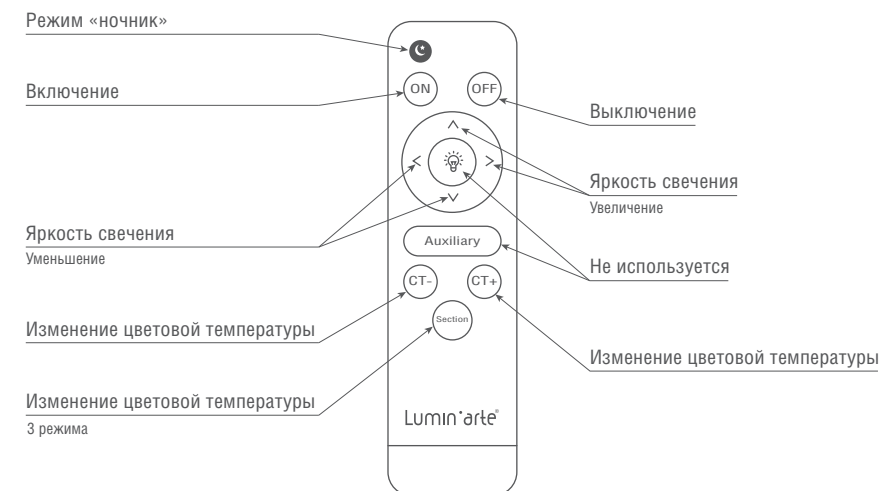 Режим «ночник»
Включение
Яркость свечения
Уменьшение
Изменение цветовой температуры
Изменение цветовой температуры
3 режима
ON
OFF
Auxiliary
CT-
CT+
Section
Lumin'arte®
Выключение
Яркость свечения
Увеличение
Не используется
Изменение цветовой температуры